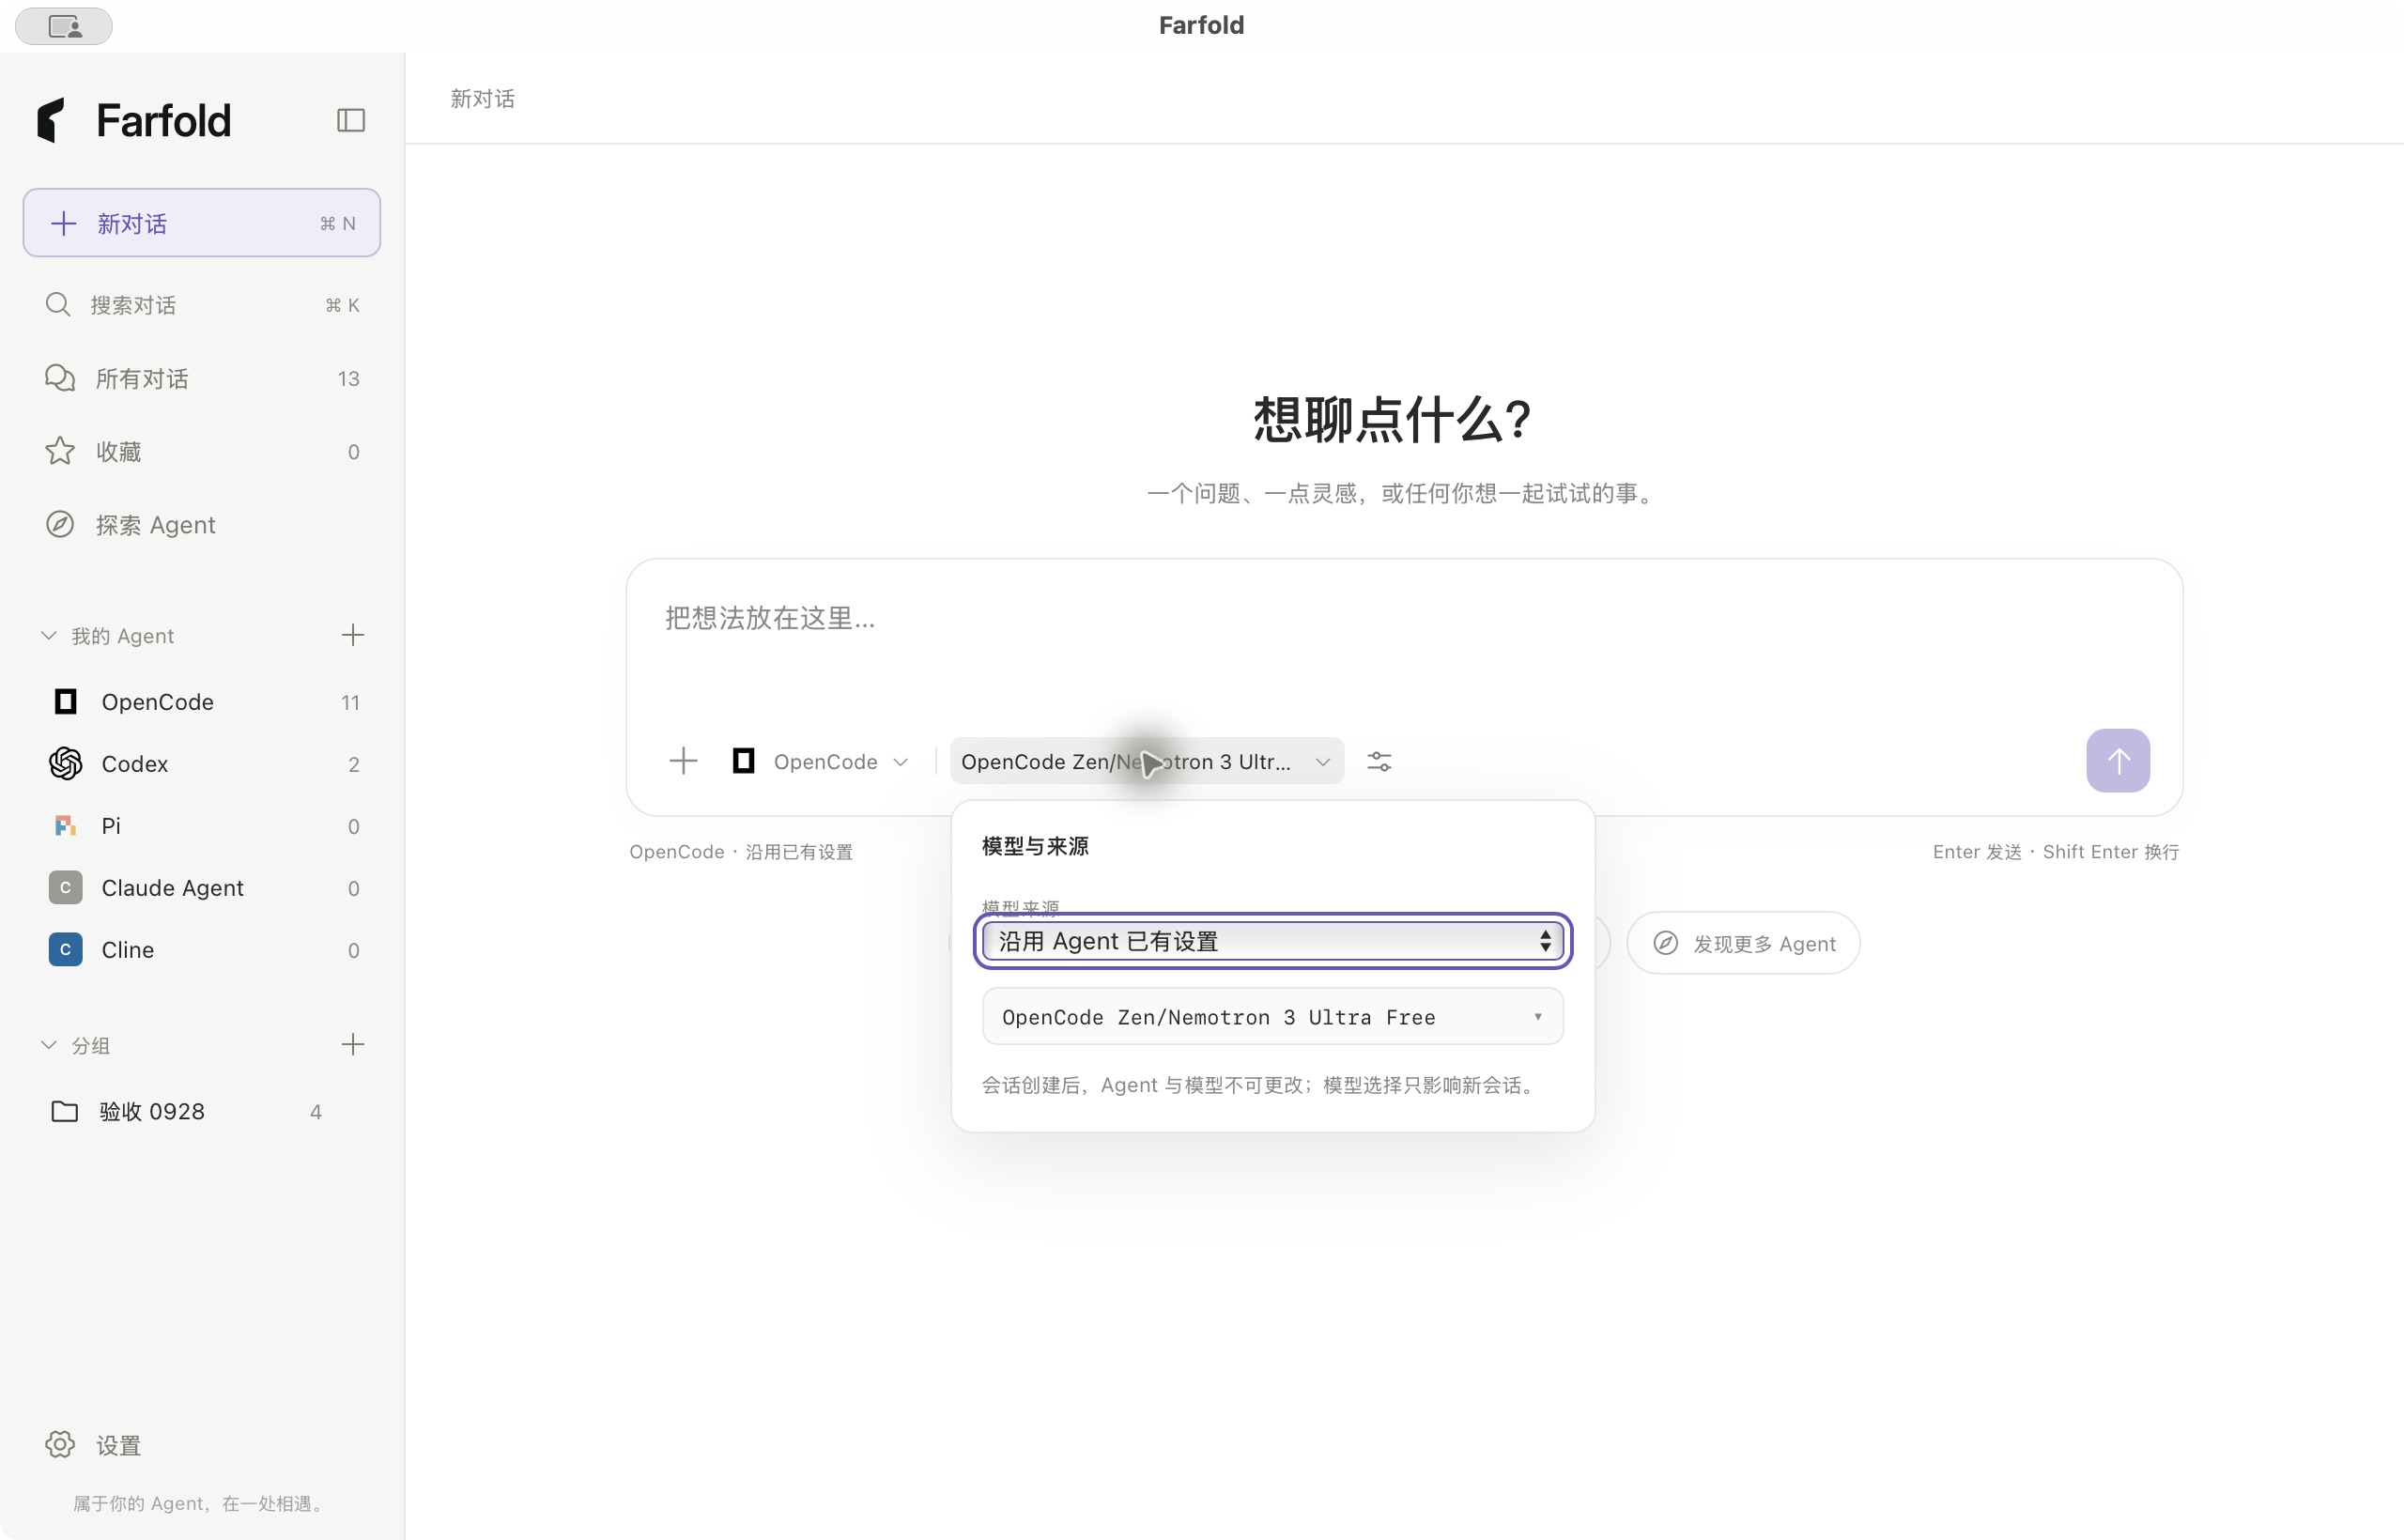 Farfold
Farfold
新对话 ⌘ N
搜索对话 ⌘ K
所有对话 13
收藏 0
探索 Agent
我的 Agent
OpenCode 11
Codex 2
Pi 0
C Claude Agent 0
C Cline 0
分组
验收 0928 4
设置
属于你的 Agent，在一处相遇。
新对话
想聊点什么？
一个问题、一点灵感，或任何你想一起试试的事。
把想法放在这里...
OpenCode OpenCode Zen/Nemotron 3 Ultr...
OpenCode · 沿用已有设置
Enter 发送 · Shift Enter 换行
模型与来源
模型来源
沿用 Agent 已有设置
OpenCode Zen/Nemotron 3 Ultra Free
会话创建后，Agent 与模型不可更改；模型选择只影响新会话。
发现更多 Agent